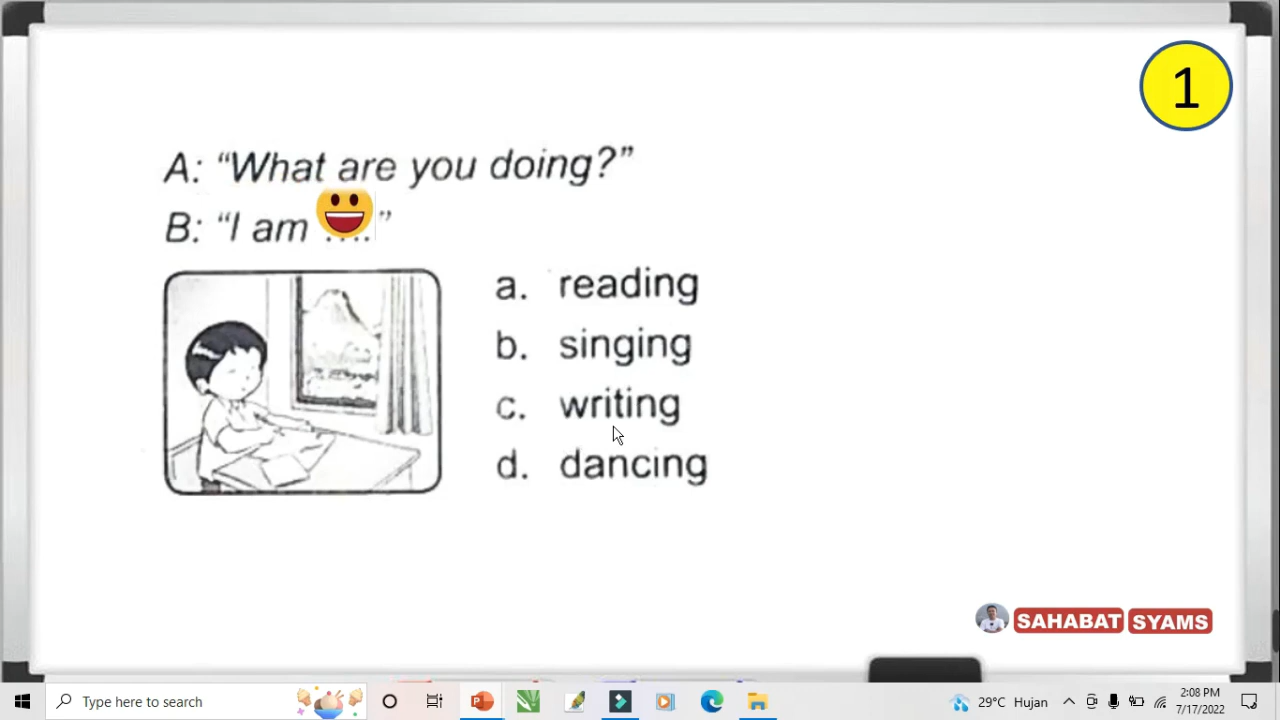 1
A: “What are you doing?”
B: “I am ....”
a. reading
b. singing
c. writing
d. dancing
SAHABAT SYAMS
Type here to search
29°C Hujan
2:08 PM
7/17/2022